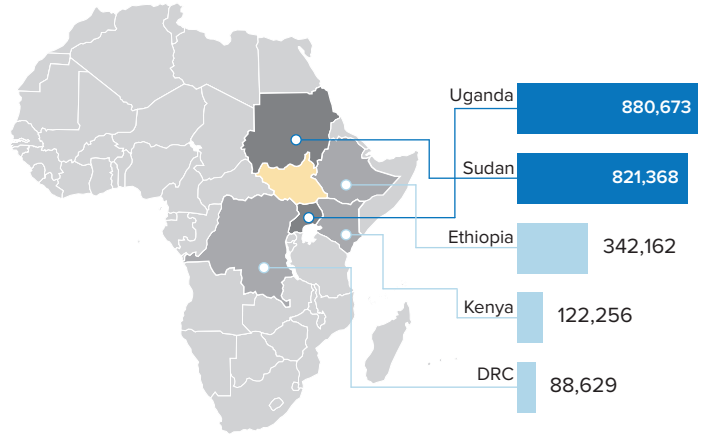 Uganda 880,673
Sudan 821,368
Ethiopia 342,162
Kenya 122,256
DRC 88,629